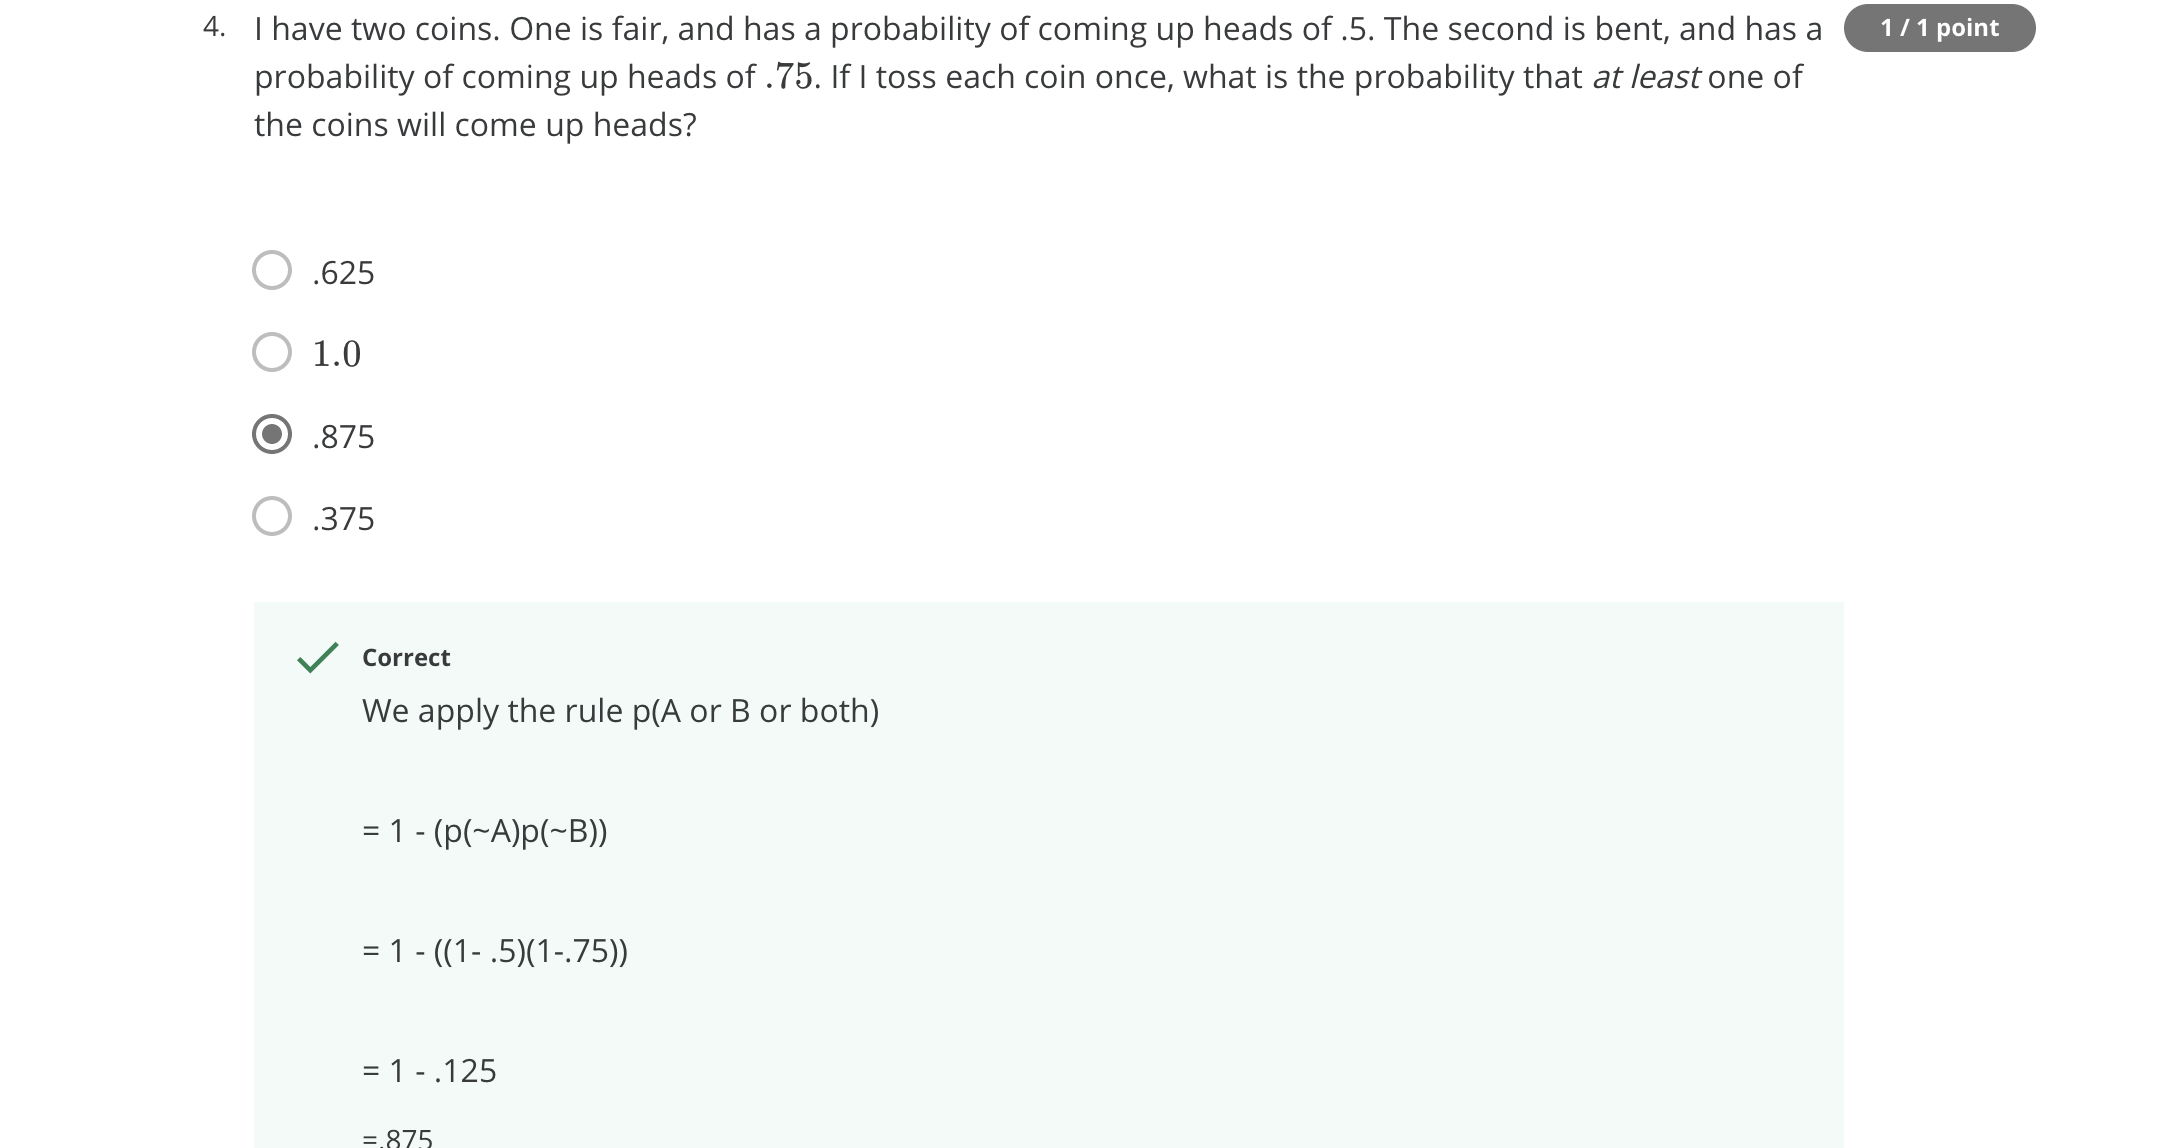 4. I have two coins. One is fair, and has a probability of coming up heads of .5. The second is bent, and has a
1 / 1 point
probability of coming up heads of .75. If I toss each coin once, what is the probability that at least one of
the coins will come up heads?
.625
1.0
.875
.375
Correct
We apply the rule p(A or B or both)
= 1 - (p(~A)p(~B))
= 1 - ((1- .5)(1-.75))
= 1 - .125
=.875